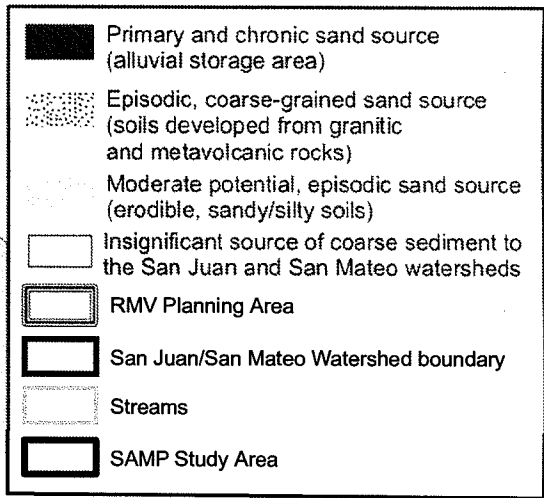 Primary and chronic sand source
(alluvial storage area)
Episodic, coarse-grained sand source
(soils developed from granitic
and metavolcanic rocks)
Moderate potential, episodic sand source
(erodible, sandy/silty soils)
Insignificant source of coarse sediment to
the San Juan and San Mateo watersheds
RMV Planning Area
San Juan/San Mateo Watershed boundary
Streams
SAMP Study Area